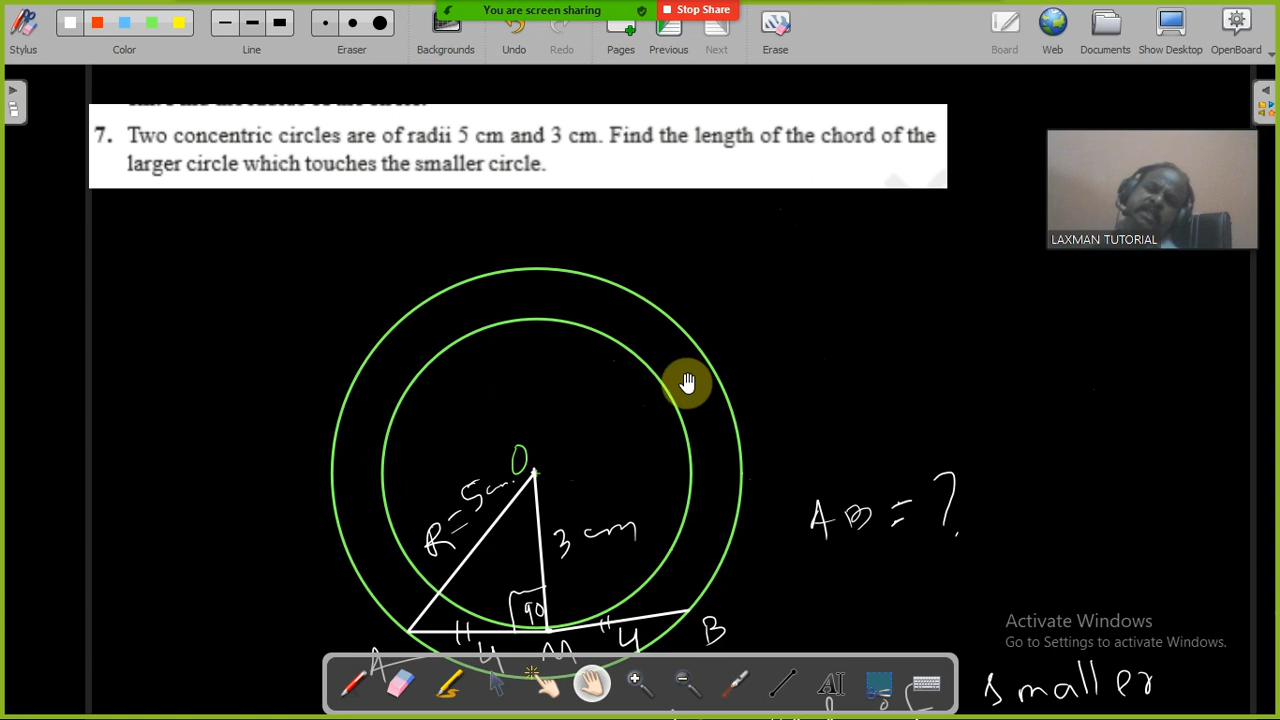 You are screen sharing
Stop Share
Stylus
Color
Line
Eraser
Backgrounds
Undo
Redo
Pages
Previous
Next
Erase
Board
Web
Documents
Show Desktop
OpenBoard
7. Two concentric circles are of radii 5 cm and 3 cm. Find the length of the chord of the
larger circle which touches the smaller circle.
LAXMAN TUTORIAL
O
R = 5cm
3 cm
AB = ?
90
A
4
M
4
B
Activate Windows
Go to Settings to activate Windows.
smaller